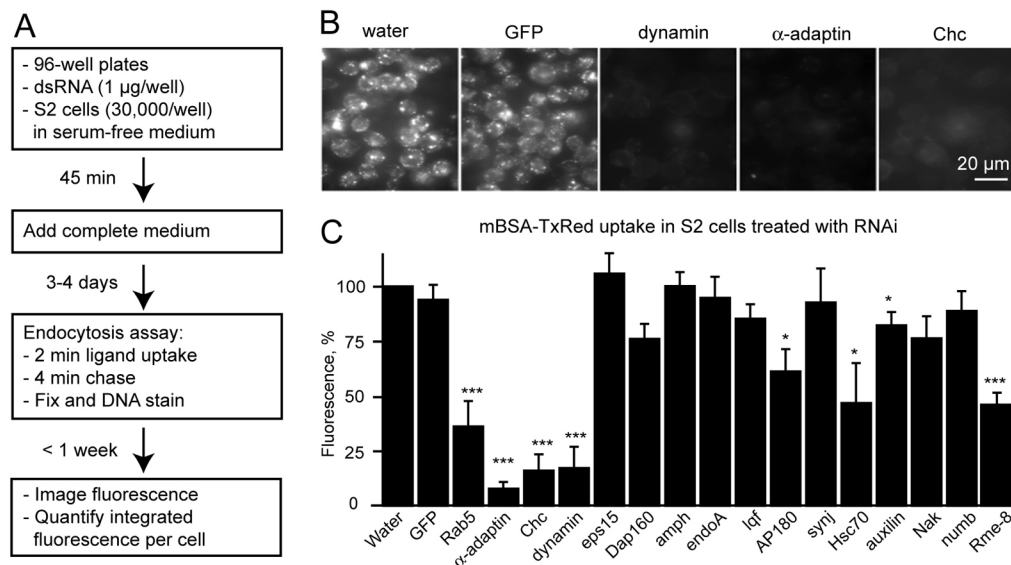 A
- 96-well plates
- dsRNA (1 µg/well)
- S2 cells (30,000/well)
in serum-free medium
45 min
Add complete medium
3-4 days
Endocytosis assay:
- 2 min ligand uptake
- 4 min chase
- Fix and DNA stain
< 1 week
- Image fluorescence
- Quantify integrated
fluorescence per cell
B
water GFP dynamin α-adaptin Chc
20 µm
C
mBSA-TxRed uptake in S2 cells treated with RNAi
Fluorescence, %
100
75
50
25
0
***
***
***
***
*
*
*
***
Water
GFP
Rab5
α-adaptin
Chc
dynamin
eps15
Dap160
amph
endoA
lqf
AP180
synj
Hsc70
auxilin
Nak
numb
Rme-8